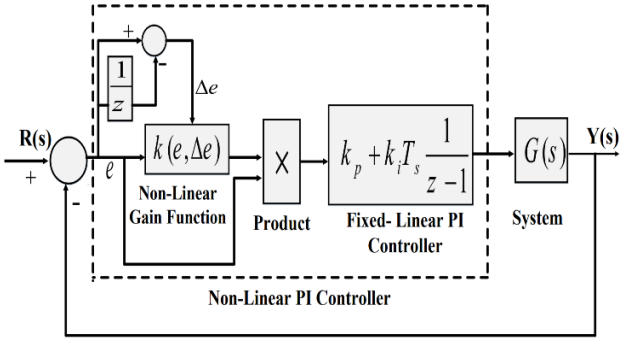 +
-
1
z
Δe
R(s)
+
-
e
k(e,Δe)
Non-Linear
Gain Function
×
Product
k_p + k_i T_s 1
z − 1
Fixed- Linear PI
Controller
G(s)
System
Y(s)
Non-Linear PI Controller